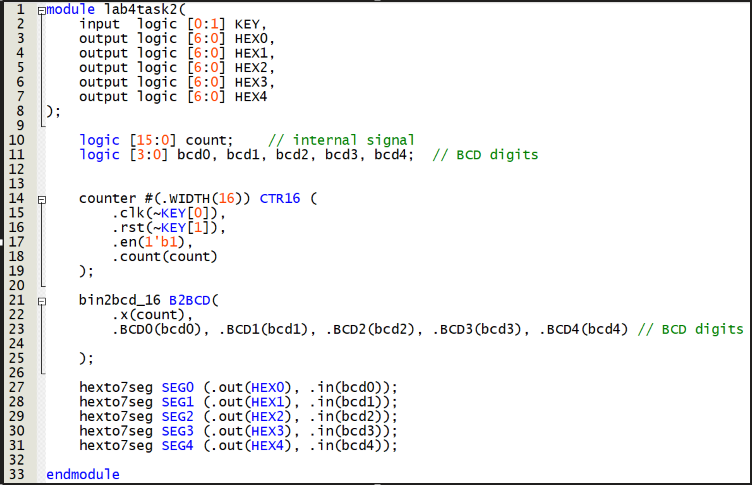 1 module lab4task2(
2 input logic [0:1] KEY,
3 output logic [6:0] HEX0,
4 output logic [6:0] HEX1,
5 output logic [6:0] HEX2,
6 output logic [6:0] HEX3,
7 output logic [6:0] HEX4
8 );
9
10 logic [15:0] count; // internal signal
11 logic [3:0] bcd0, bcd1, bcd2, bcd3, bcd4; // BCD digits
12
13
14 counter #(.WIDTH(16)) CTR16 (
15 .clk(~KEY[0]),
16 .rst(~KEY[1]),
17 .en(1'b1),
18 .count(count)
19 );
20
21 bin2bcd_16 B2BCD(
22 .x(count),
23 .BCD0(bcd0), .BCD1(bcd1), .BCD2(bcd2), .BCD3(bcd3), .BCD4(bcd4) // BCD digits
24
25 );
26
27 hexto7seg SEG0 (.out(HEX0), .in(bcd0));
28 hexto7seg SEG1 (.out(HEX1), .in(bcd1));
29 hexto7seg SEG2 (.out(HEX2), .in(bcd2));
30 hexto7seg SEG3 (.out(HEX3), .in(bcd3));
31 hexto7seg SEG4 (.out(HEX4), .in(bcd4));
32
33 endmodule